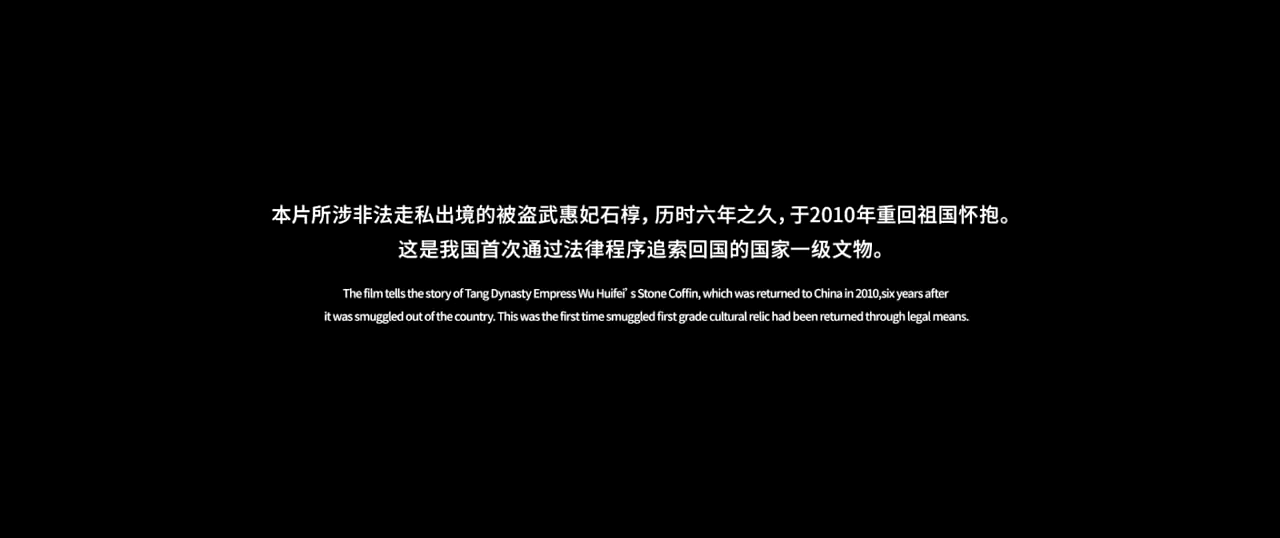 本片所涉非法走私出境的被盗武惠妃石椁，历时六年之久，于2010年重回祖国怀抱。
这是我国首次通过法律程序追索回国的国家一级文物。
The film tells the story of Tang Dynasty Empress Wu Huifei’s Stone Coffin, which was returned to China in 2010,six years after
it was smuggled out of the country. This was the first time smuggled first grade cultural relic had been returned through legal means.